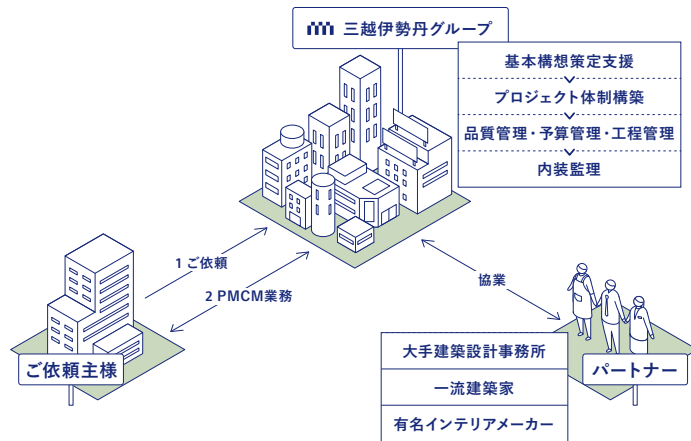 三越伊勢丹グループ
基本構想策定支援
プロジェクト体制構築
品質管理・予算管理・工程管理
内装監理
1 ご依頼
2 PMCM業務
協業
ご依頼主様
大手建築設計事務所
一流建築家
有名インテリアメーカー
パートナー